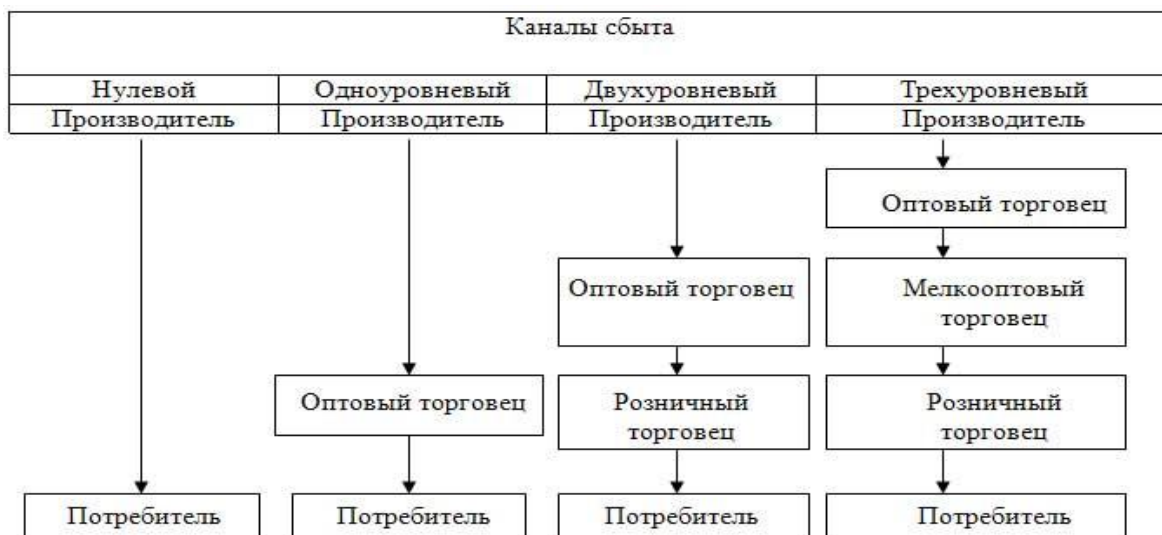 Каналы сбыта
Нулевой
Одноуровневый
Двухуровневый
Трехуровневый
Производитель
Производитель
Производитель
Производитель
Оптовый торговец
Оптовый торговец
Мелкооптовый
торговец
Оптовый торговец
Розничный
торговец
Розничный
торговец
Потребитель
Потребитель
Потребитель
Потребитель